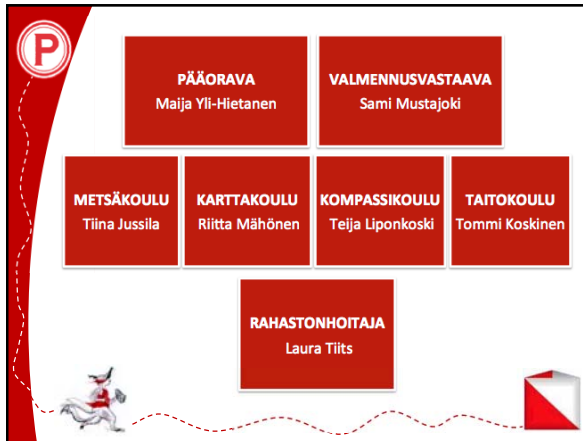 P
PÄÄORAVA
Maija Yli-Hietanen
VALMENNUSVASTAAVA
Sami Mustajoki
METSÄKOULU
Tiina Jussila
KARTTAKOULU
Riitta Mähönen
KOMPASSIKOULU
Teija Liponkoski
TAITOKOULU
Tommi Koskinen
RAHASTONHOITAJA
Laura Tiits